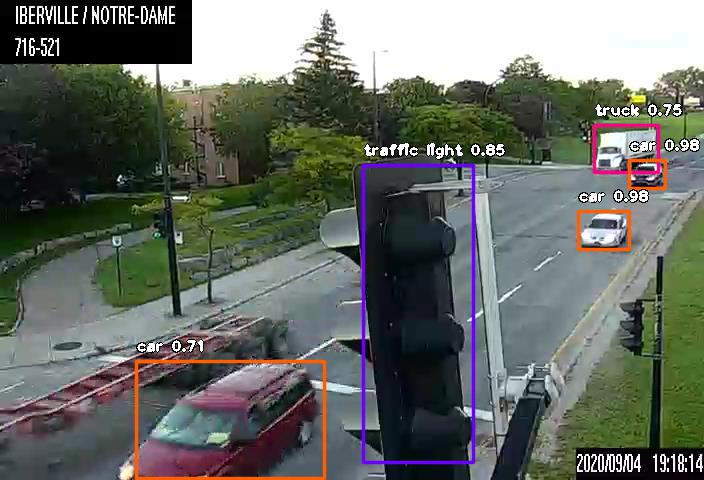 IBERVILLE / NOTRE-DAME
716-521
truck 0.75
traffic light 0.85
car 0.98
car 0.98
car 0.71
2020/09/04 19:18:14